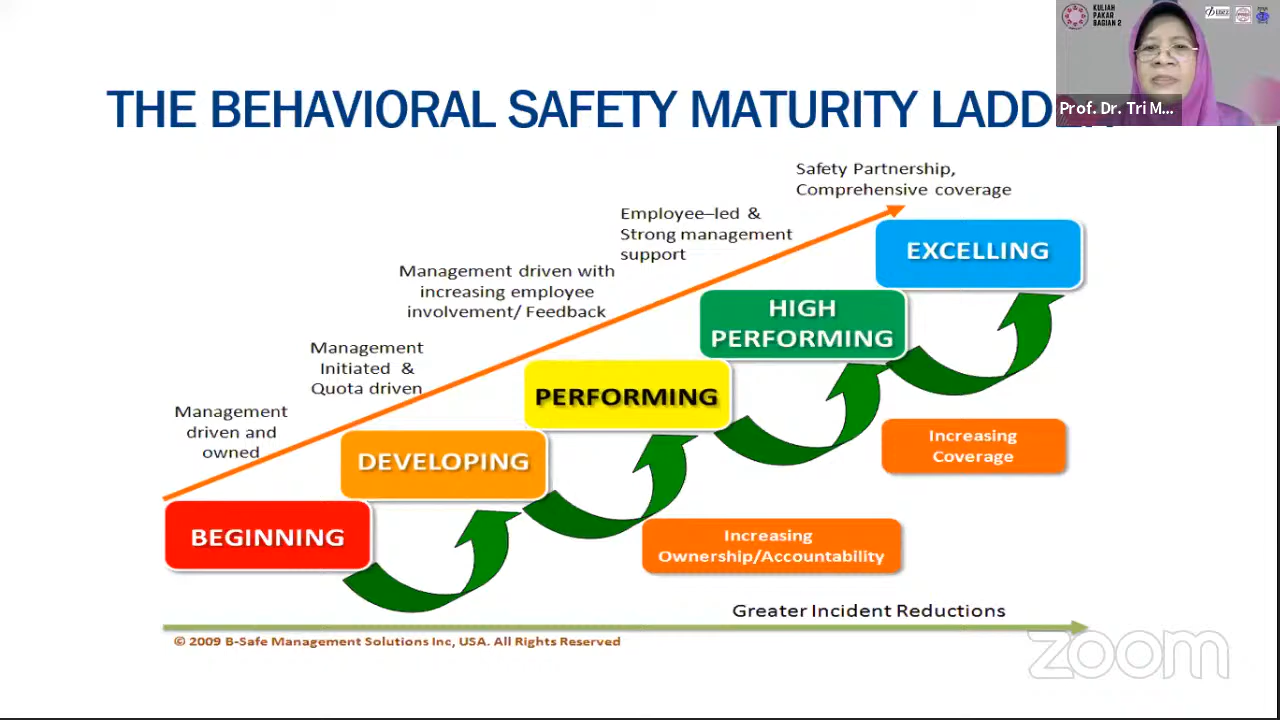 KULIAH
PAKAR
BAGIAN 2
Prof. Dr. Tri M...
THE BEHAVIORAL SAFETY MATURITY
Safety Partnership,
Comprehensive coverage
Employee–led &
Strong management
support
EXCELLING
Management driven with
increasing employee
involvement/ Feedback
HIGH
PERFORMING
Management
Initiated &
Quota driven
PERFORMING
Management
driven and
owned
DEVELOPING
Increasing
Coverage
BEGINNING
Increasing
Ownership/Accountability
Greater Incident Reductions
© 2009 B-Safe Management Solutions Inc, USA. All Rights Reserved
zoom